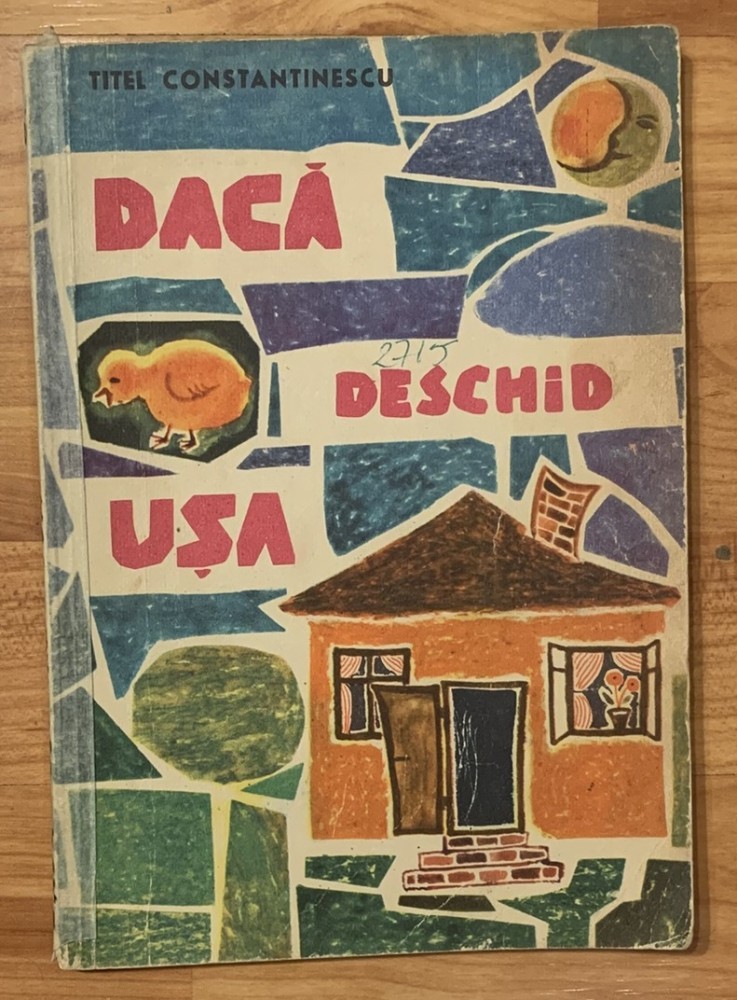 TITEL CONSTANTINESCU
DACĂ
2715
DESCHiD
UȘA